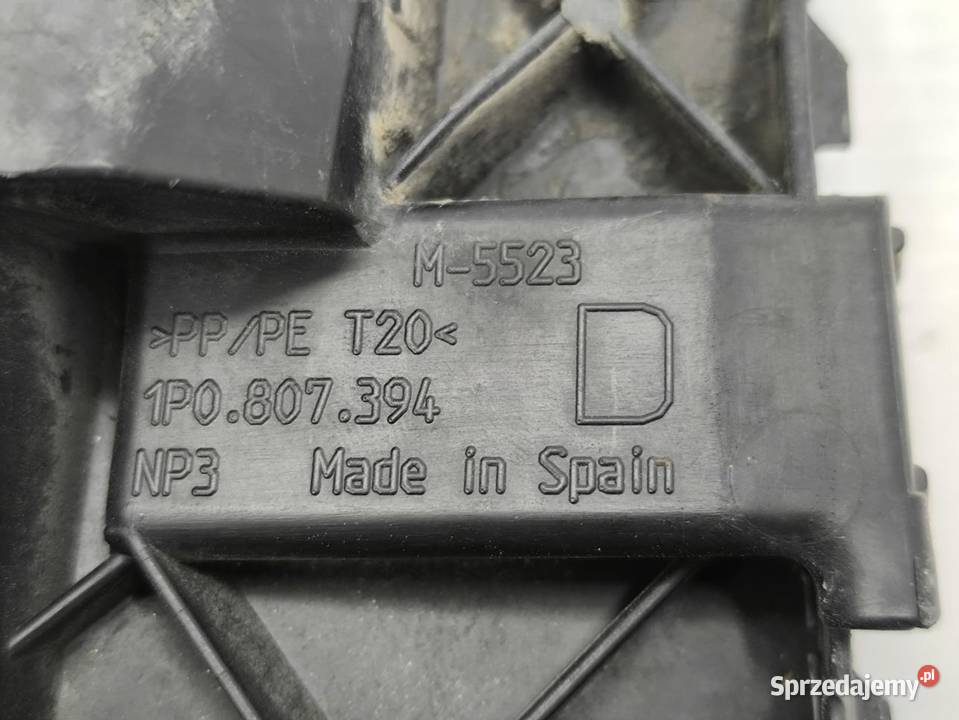 M-5523
>PP/PE T20<
D
1P0.807.394
NP3 Made in Spain
Sprzedajemy.pl